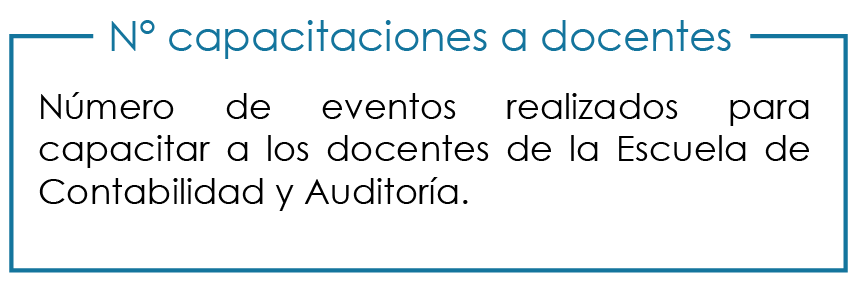 N° capacitaciones a docentes
Número de eventos realizados para
capacitar a los docentes de la Escuela de
Contabilidad y Auditoría.